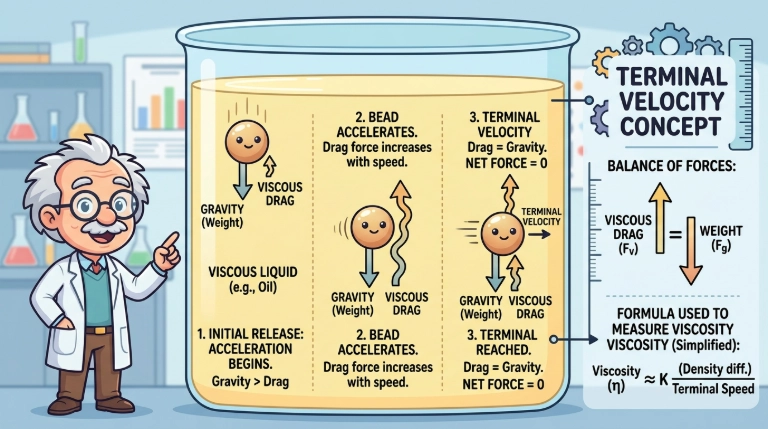 TERMINAL
VELOCITY
CONCEPT
VISCOUS
DRAG
GRAVITY
(Weight)
VISCOUS LIQUID
(e.g., Oil)
1. INITIAL RELEASE:
ACCELERATION
BEGINS.
Gravity > Drag
2. BEAD
ACCELERATES.
Drag force increases
with speed.
GRAVITY
(Weight)
VISCOUS
DRAG
2. BEAD
ACCELERATES.
Drag force increases
with speed.
3. TERMINAL
VELOCITY
Drag = Gravity.
NET FORCE = 0
TERMINAL
VELOCITY
GRAVITY
(Weight)
VISCOUS
DRAG
3. TERMINAL
REACHED.
Drag = Gravity.
NET FORCE = 0
BALANCE OF FORCES:
VISCOUS
DRAG
(Fv)
=
WEIGHT
(Fg)
FORMULA USED TO
MEASURE VISCOSITY
VISCOSITY (Simplified):
Viscosity
(η)
≈ K (Density diff.)
Terminal Speed